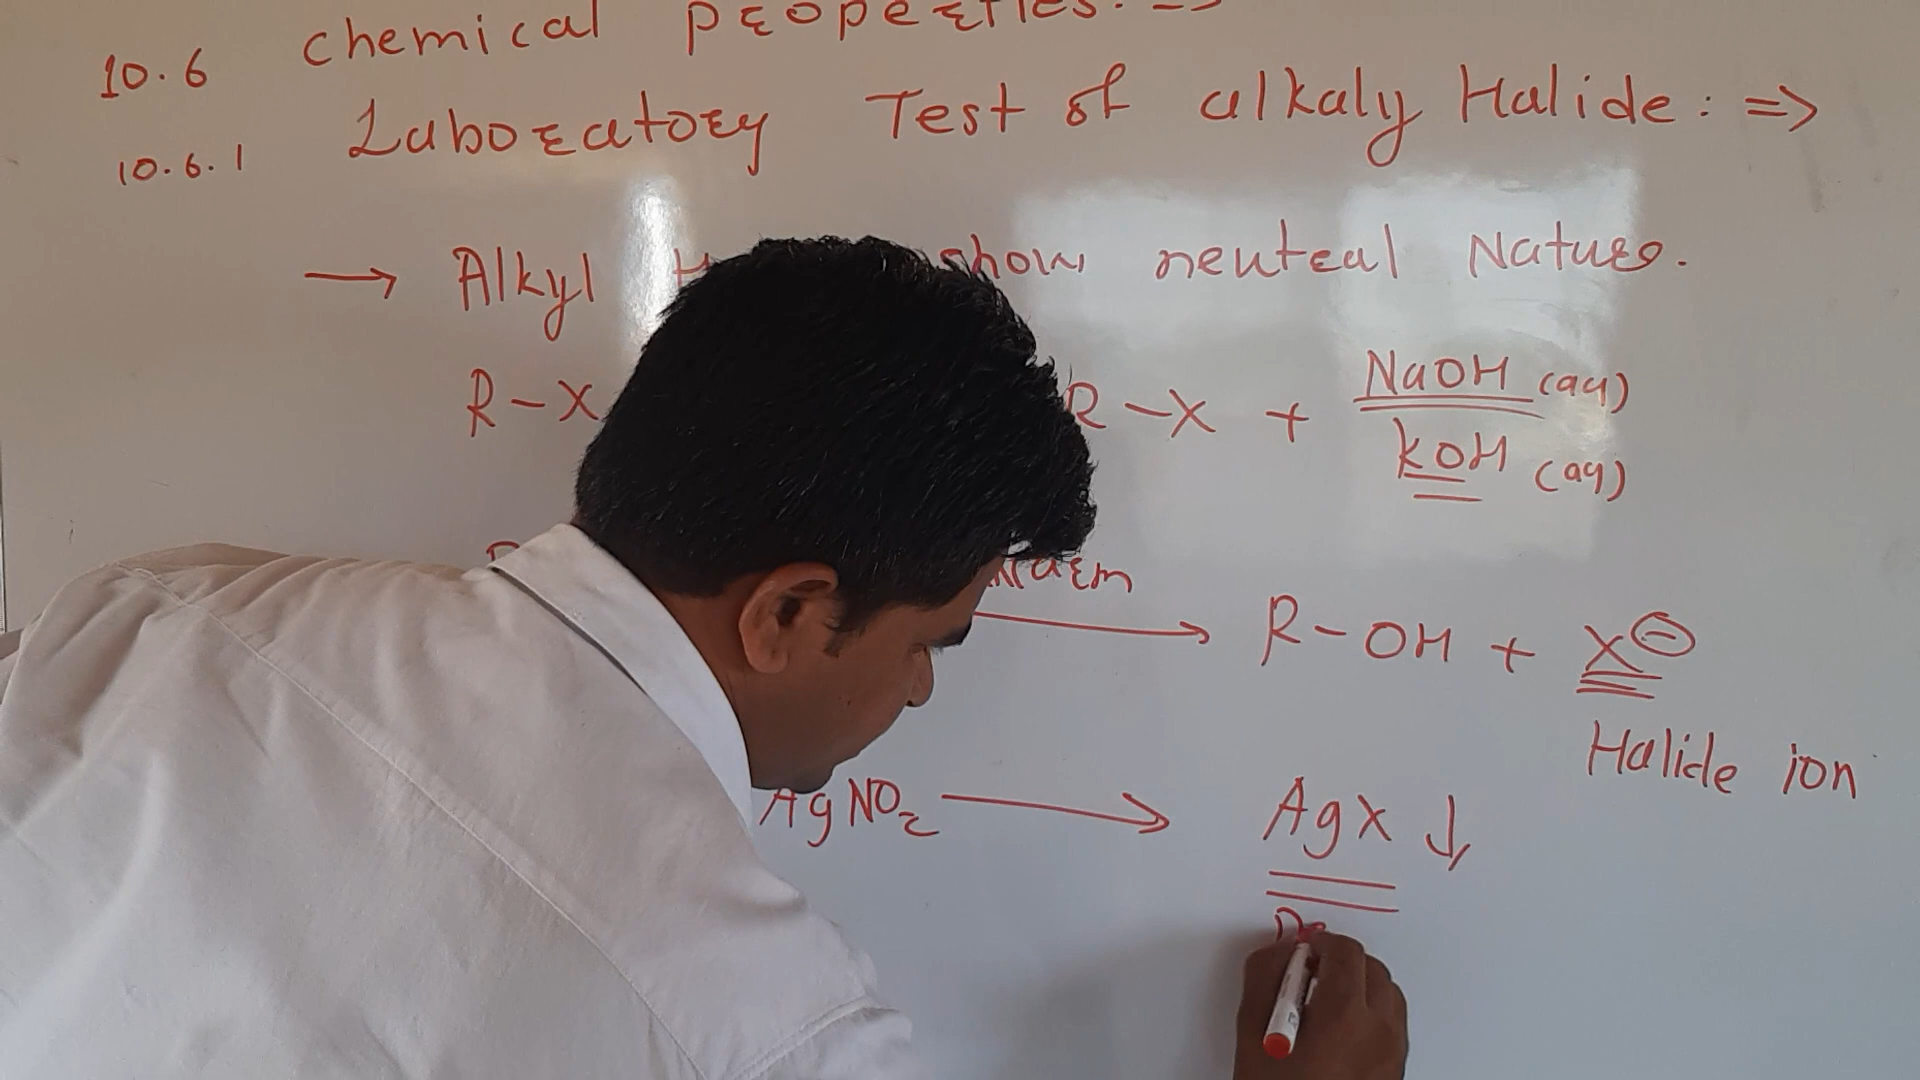 10.6 chemical properties: =>
10.6.1 Laboratory Test of alkaly Halide: =>
→ Alkyl show neutral Nature.
R-X R-X + NaOH (aq)
KOH (aq)
→ R-OH + X⊖
Halide ion
AgNO₂ → AgX ↓